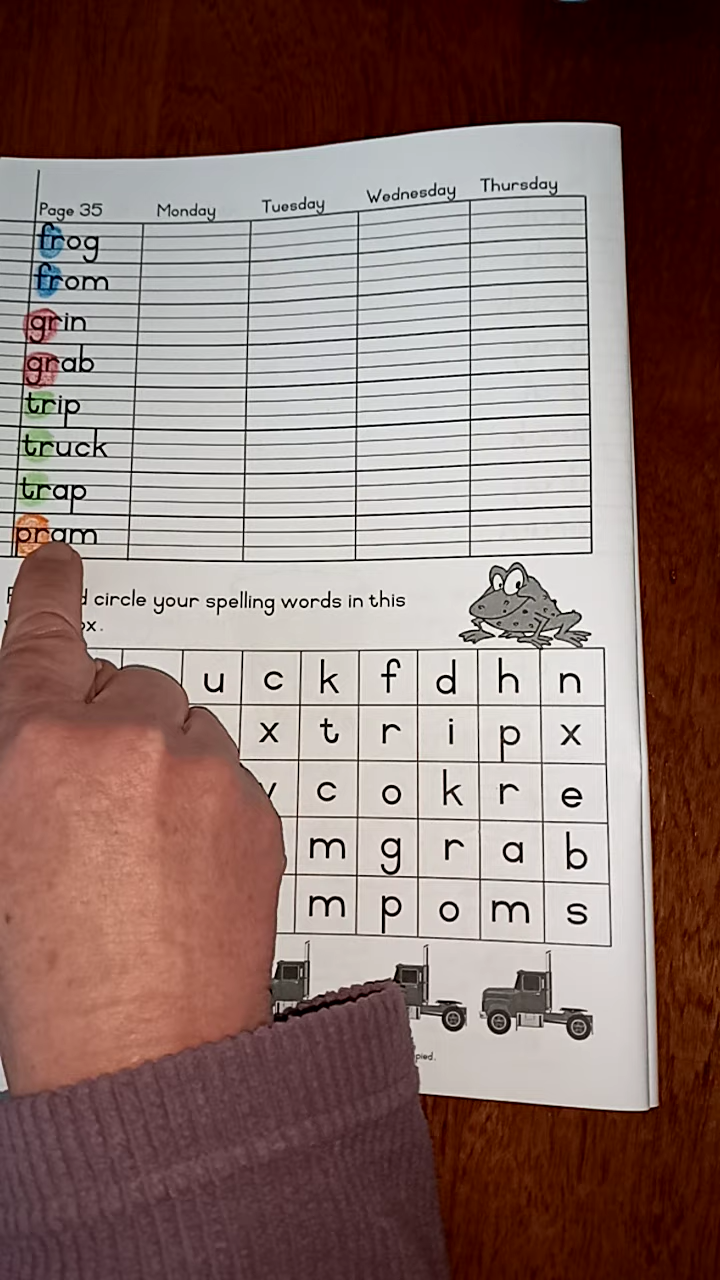 Page 35 Monday Tuesday Wednesday Thursday
frog
from
grin
grab
trip
truck
trap
pram
circle your spelling words in this
u c k f d h n
x t r i p x
c o k r e
m g r a b
m p o m s